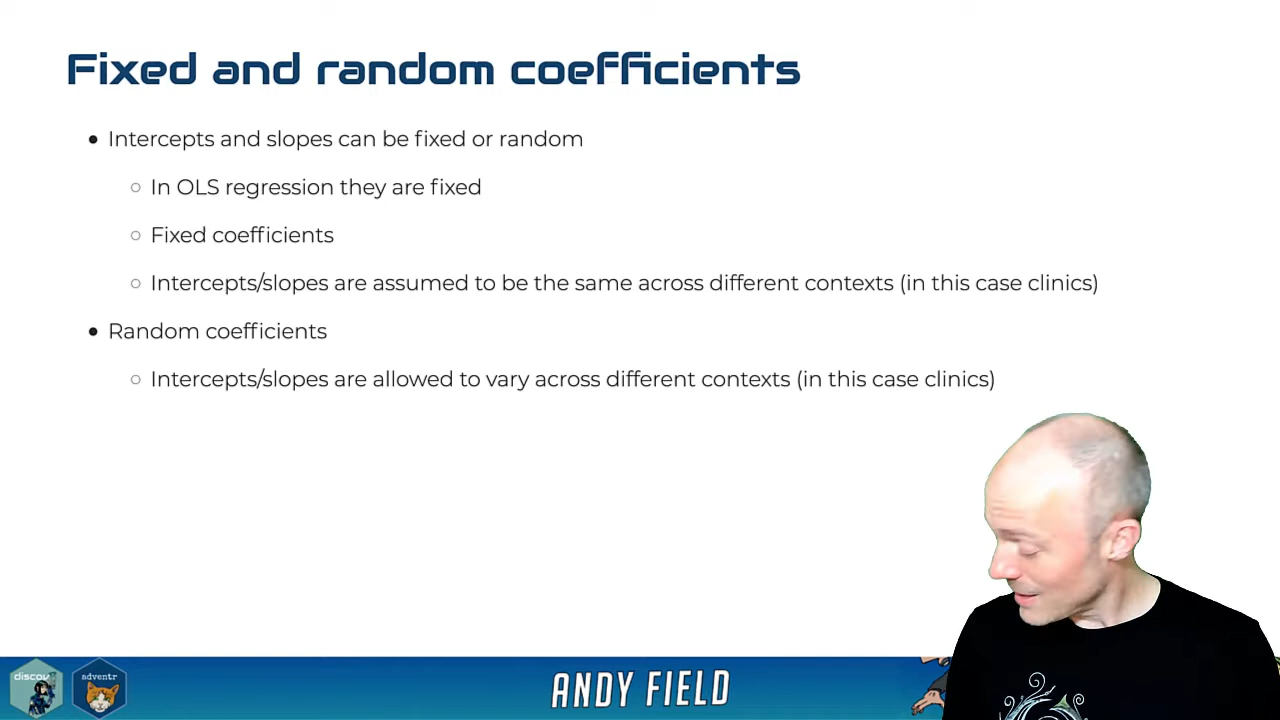 Fixed and random coefficients
• Intercepts and slopes can be fixed or random
○ In OLS regression they are fixed
○ Fixed coefficients
○ Intercepts/slopes are assumed to be the same across different contexts (in this case clinics)
• Random coefficients
○ Intercepts/slopes are allowed to vary across different contexts (in this case clinics)
discov
adventr
ANDY FIELD